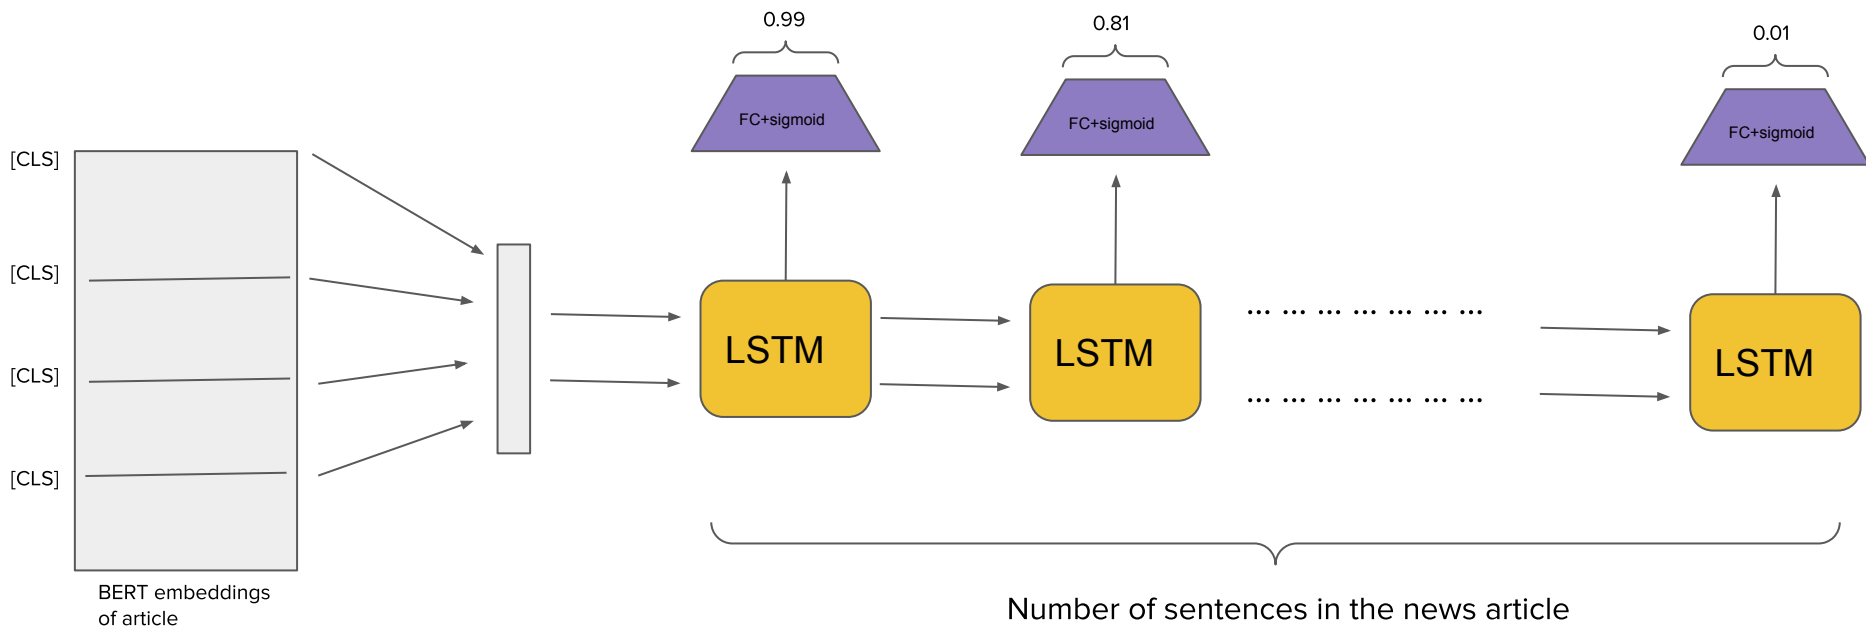 0.99
0.81
0.01
FC+sigmoid
FC+sigmoid
FC+sigmoid
[CLS]
[CLS]
[CLS]
[CLS]
LSTM
LSTM
... ... ... ... ... ... ...
... ... ... ... ... ... ...
LSTM
BERT embeddings
of article
Number of sentences in the news article